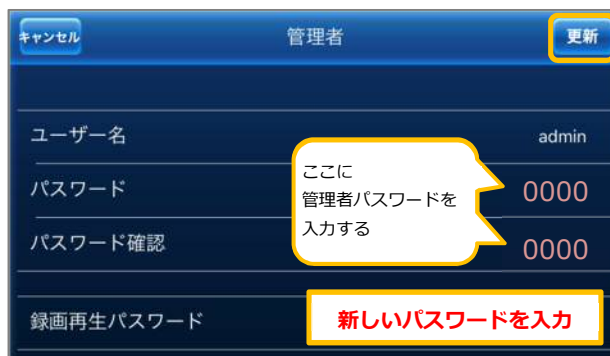 キャンセル 管理者 更新
ユーザー名 admin
ここに
管理者パスワードを
入力する
パスワード 0000
パスワード確認 0000
録画再生パスワード 新しいパスワードを入力